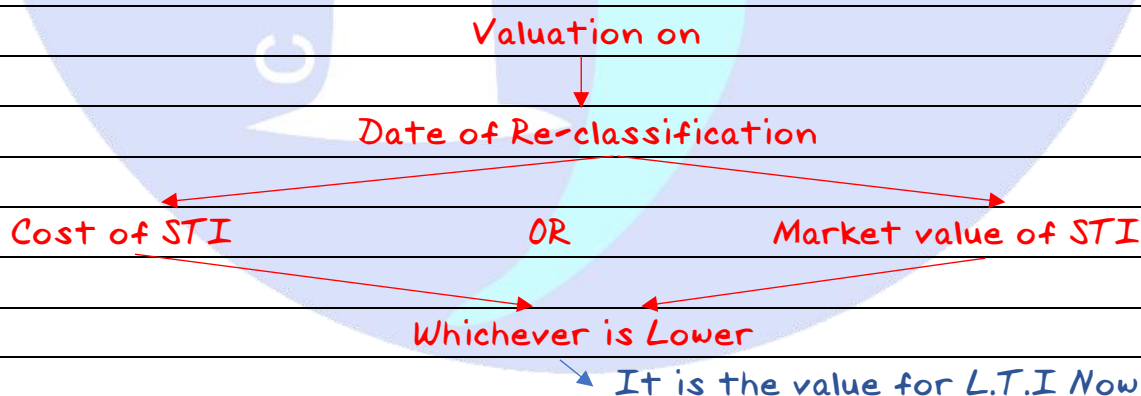 Valuation on
Date of Re-classification
Cost of STI OR Market value of STI
Whichever is Lower
It is the value for L.T.I Now